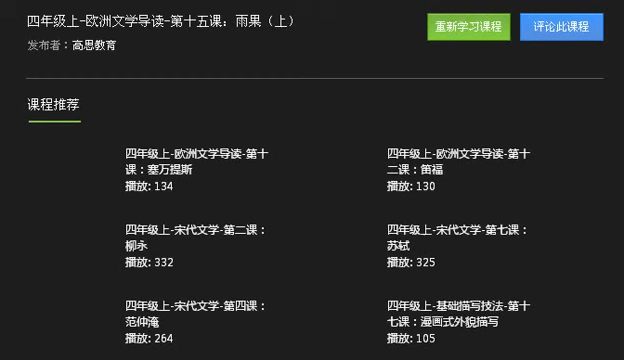 四年级上-欧洲文学导读-第十五课：雨果（上）
重新学习课程
评论此课程
发布者：高思教育
课程推荐
四年级上-欧洲文学导读-第十
课：塞万提斯
播放: 134
四年级上-欧洲文学导读-第十
二课：笛福
播放: 130
四年级上-宋代文学-第二课：
柳永
播放: 332
四年级上-宋代文学-第七课：
苏轼
播放: 325
四年级上-宋代文学-第四课：
范仲淹
播放: 264
四年级上-基础描写技法-第十
七课：漫画式外貌描写
播放: 105